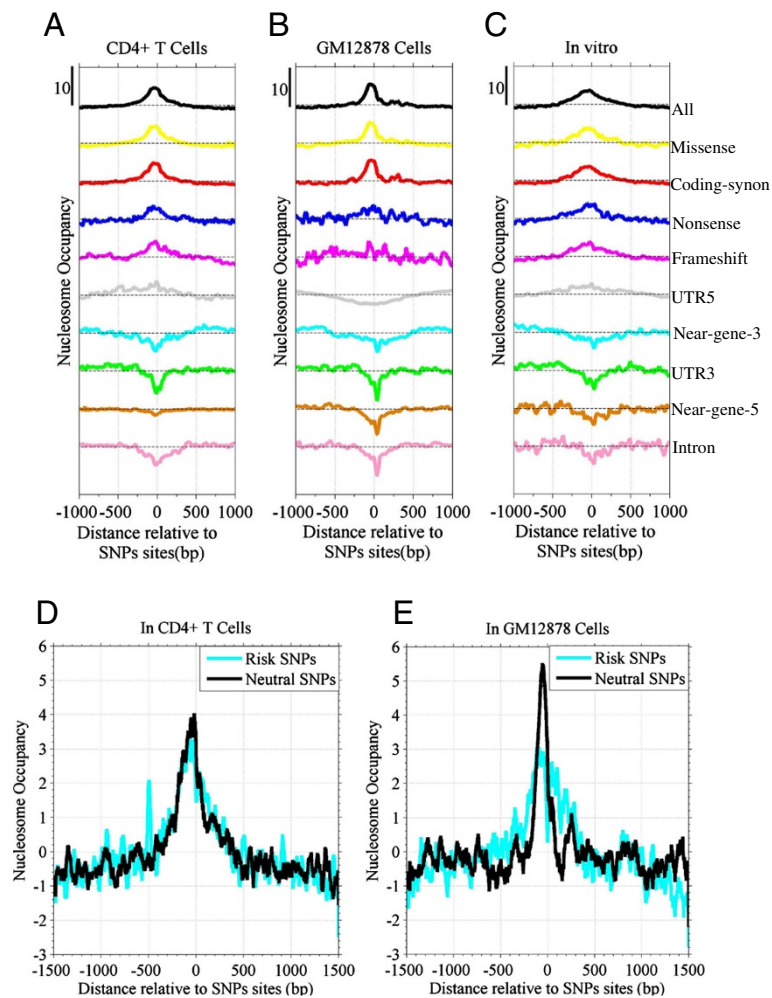 A
B
C
CD4+ T Cells
GM12878 Cells
In vitro
10
10
10
All
Missense
Coding-synon
Nonsense
Frameshift
UTR5
Near-gene-3
UTR3
Near-gene-5
Intron
Nucleosome Occupancy
Nucleosome Occupancy
Nucleosome Occupancy
-1000 -500 0 500 1000
-1000 -500 0 500 1000
-1000 -500 0 500 1000
Distance relative to
SNPs sites(bp)
Distance relative to
SNPs sites(bp)
Distance relative to
SNPs sites(bp)
D
In CD4+ T Cells
Risk SNPs
Neutral SNPs
Nucleosome Occupancy
6
5
4
3
2
1
0
-1
-2
-3
-1500 -1000 -500 0 500 1000 1500
Distance relative to SNPs sites (bp)
E
In GM12878 Cells
Risk SNPs
Neutral SNPs
Nucleosome Occupancy
6
5
4
3
2
1
0
-1
-2
-3
-1500 -1000 -500 0 500 1000 1500
Distance relative to SNPs sites (bp)